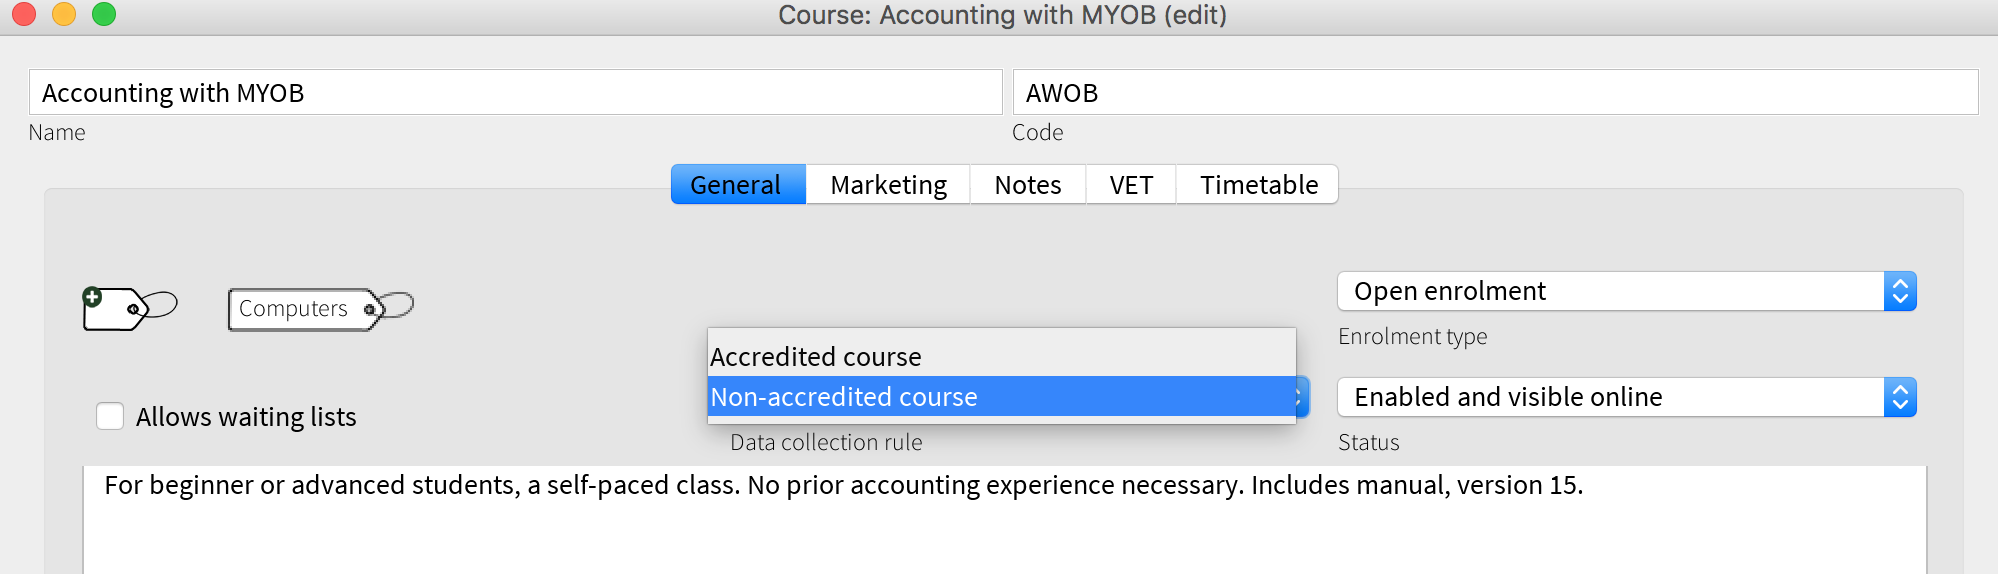 Course: Accounting with MYOB (edit)
Accounting with MYOB
AWOB
Name
Code
General
Marketing
Notes
VET
Timetable
Computers
Open enrolment
Enrolment type
Accredited course
Non-accredited course
Allows waiting lists
Enabled and visible online
Data collection rule
Status
For beginner or advanced students, a self-paced class. No prior accounting experience necessary. Includes manual, version 15.